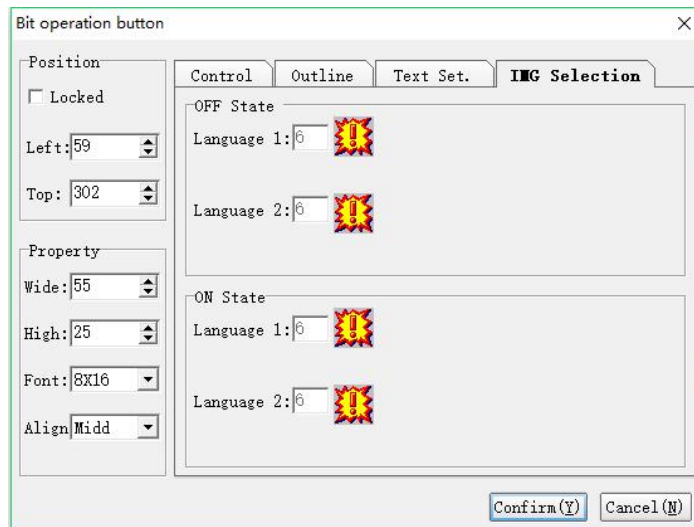 Bit operation button
Position
Locked
Left: 59
Top: 302
Property
Wide: 55
High: 25
Font: 8X16
Align Midd
Control
Outline
Text Set.
IMG Selection
OFF State
Language 1: 6
Language 2: 6
ON State
Language 1: 6
Language 2: 6
Confirm(Y)
Cancel(N)